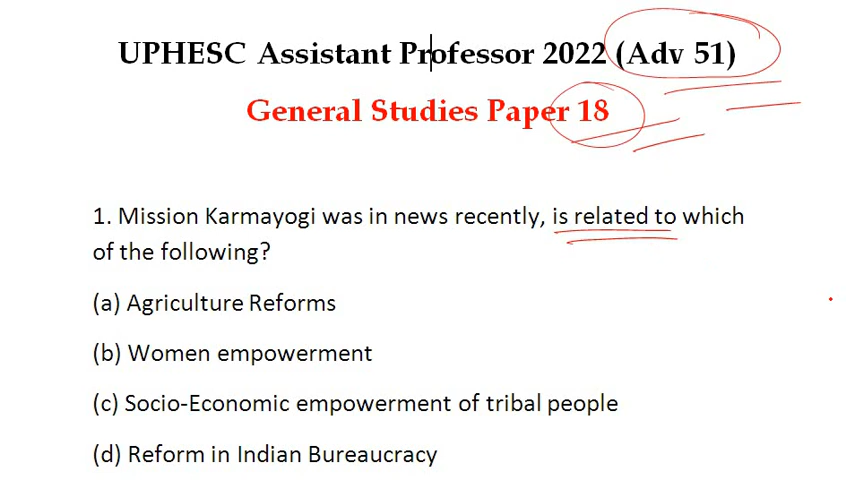 UPHESC Assistant Professor 2022 (Adv 51)
General Studies Paper 18
1. Mission Karmayogi was in news recently, is related to which
of the following?
(a) Agriculture Reforms
(b) Women empowerment
(c) Socio-Economic empowerment of tribal people
(d) Reform in Indian Bureaucracy